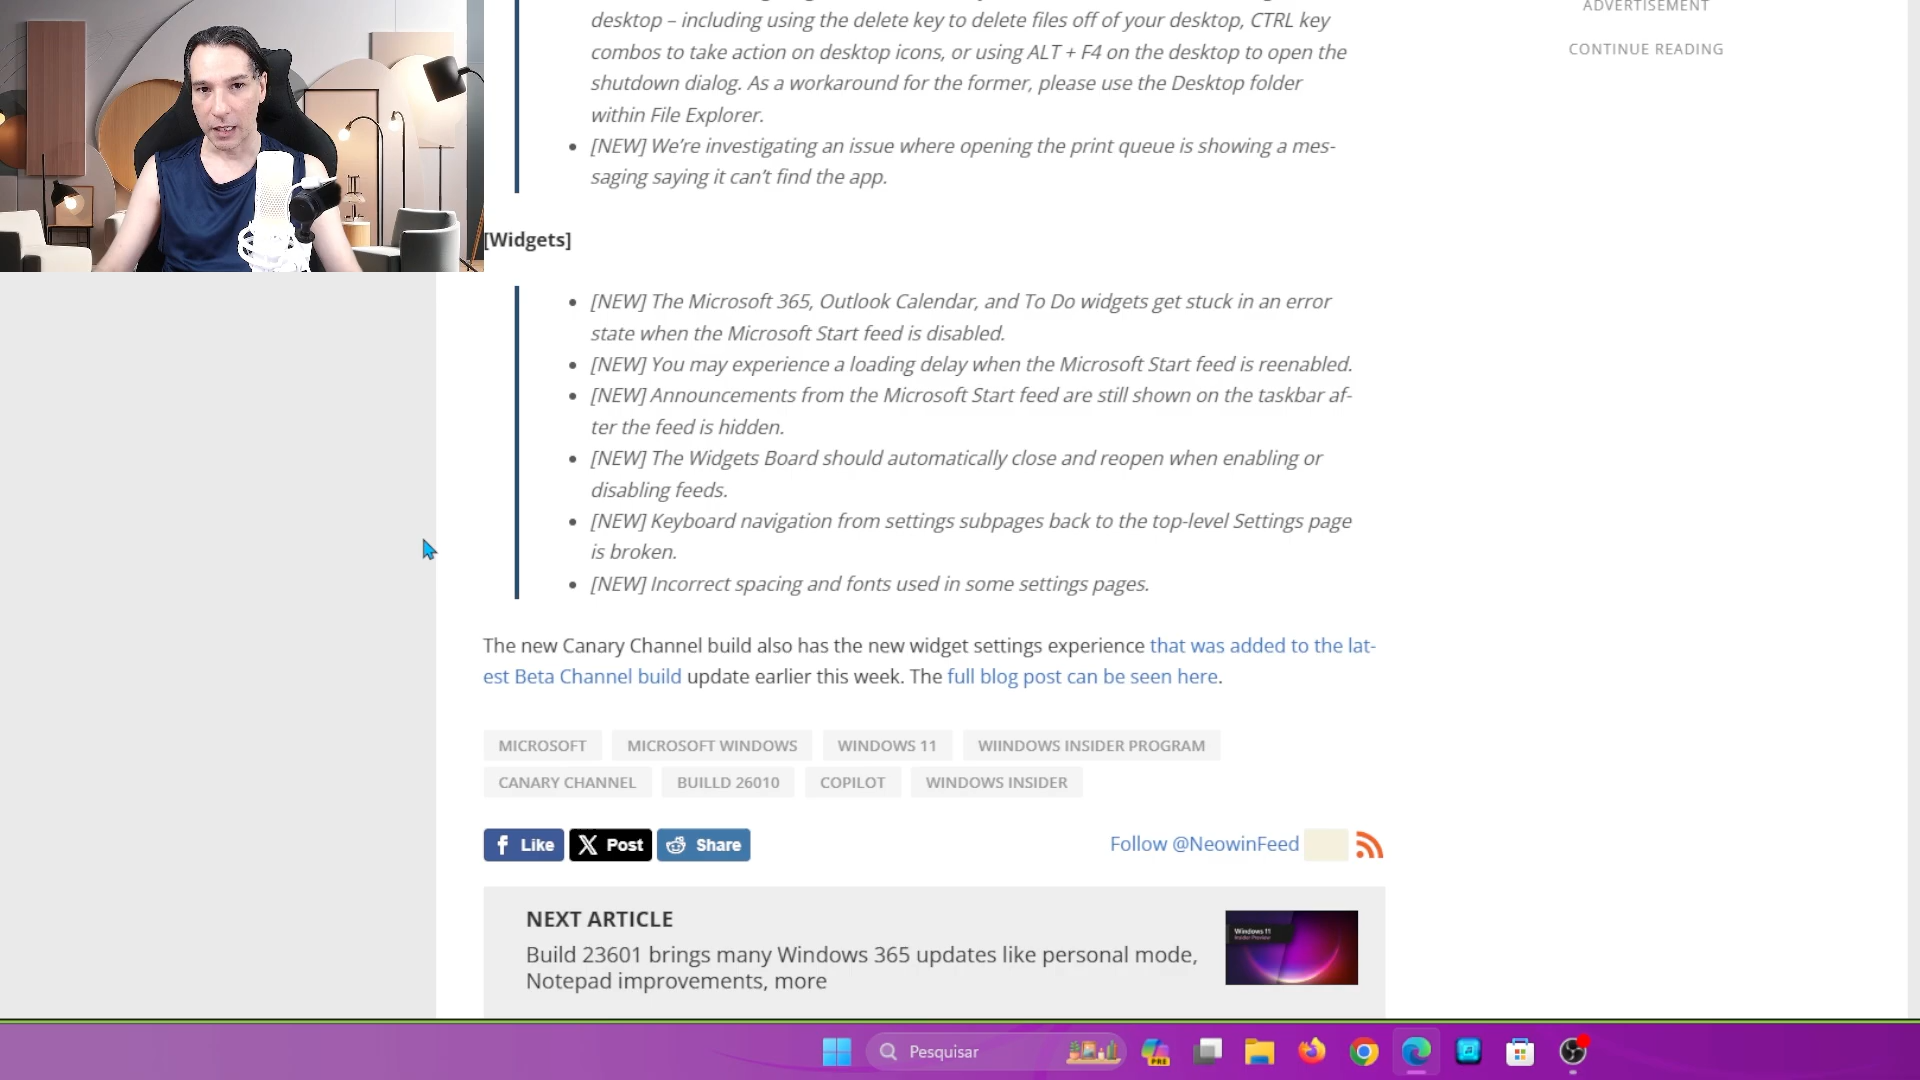 desktop – including using the delete key to delete files off of your desktop, CTRL key
combos to take action on desktop icons, or using ALT + F4 on the desktop to open the
shutdown dialog. As a workaround for the former, please use the Desktop folder
within File Explorer.
[NEW] We're investigating an issue where opening the print queue is showing a mes-
saging saying it can't find the app.
ADVERTISEMENT
CONTINUE READING
[Widgets]
[NEW] The Microsoft 365, Outlook Calendar, and To Do widgets get stuck in an error
state when the Microsoft Start feed is disabled.
[NEW] You may experience a loading delay when the Microsoft Start feed is reenabled.
[NEW] Announcements from the Microsoft Start feed are still shown on the taskbar af-
ter the feed is hidden.
[NEW] The Widgets Board should automatically close and reopen when enabling or
disabling feeds.
[NEW] Keyboard navigation from settings subpages back to the top-level Settings page
is broken.
[NEW] Incorrect spacing and fonts used in some settings pages.
The new Canary Channel build also has the new widget settings experience that was added to the lat-
est Beta Channel build update earlier this week. The full blog post can be seen here.
MICROSOFT MICROSOFT WINDOWS WINDOWS 11 WIINDOWS INSIDER PROGRAM
CANARY CHANNEL BUILLD 26010 COPILOT WINDOWS INSIDER
Like Post Share Follow @NeowinFeed
NEXT ARTICLE
Build 23601 brings many Windows 365 updates like personal mode,
Notepad improvements, more
Windows 11
Insider Preview
Pesquisar
PRE